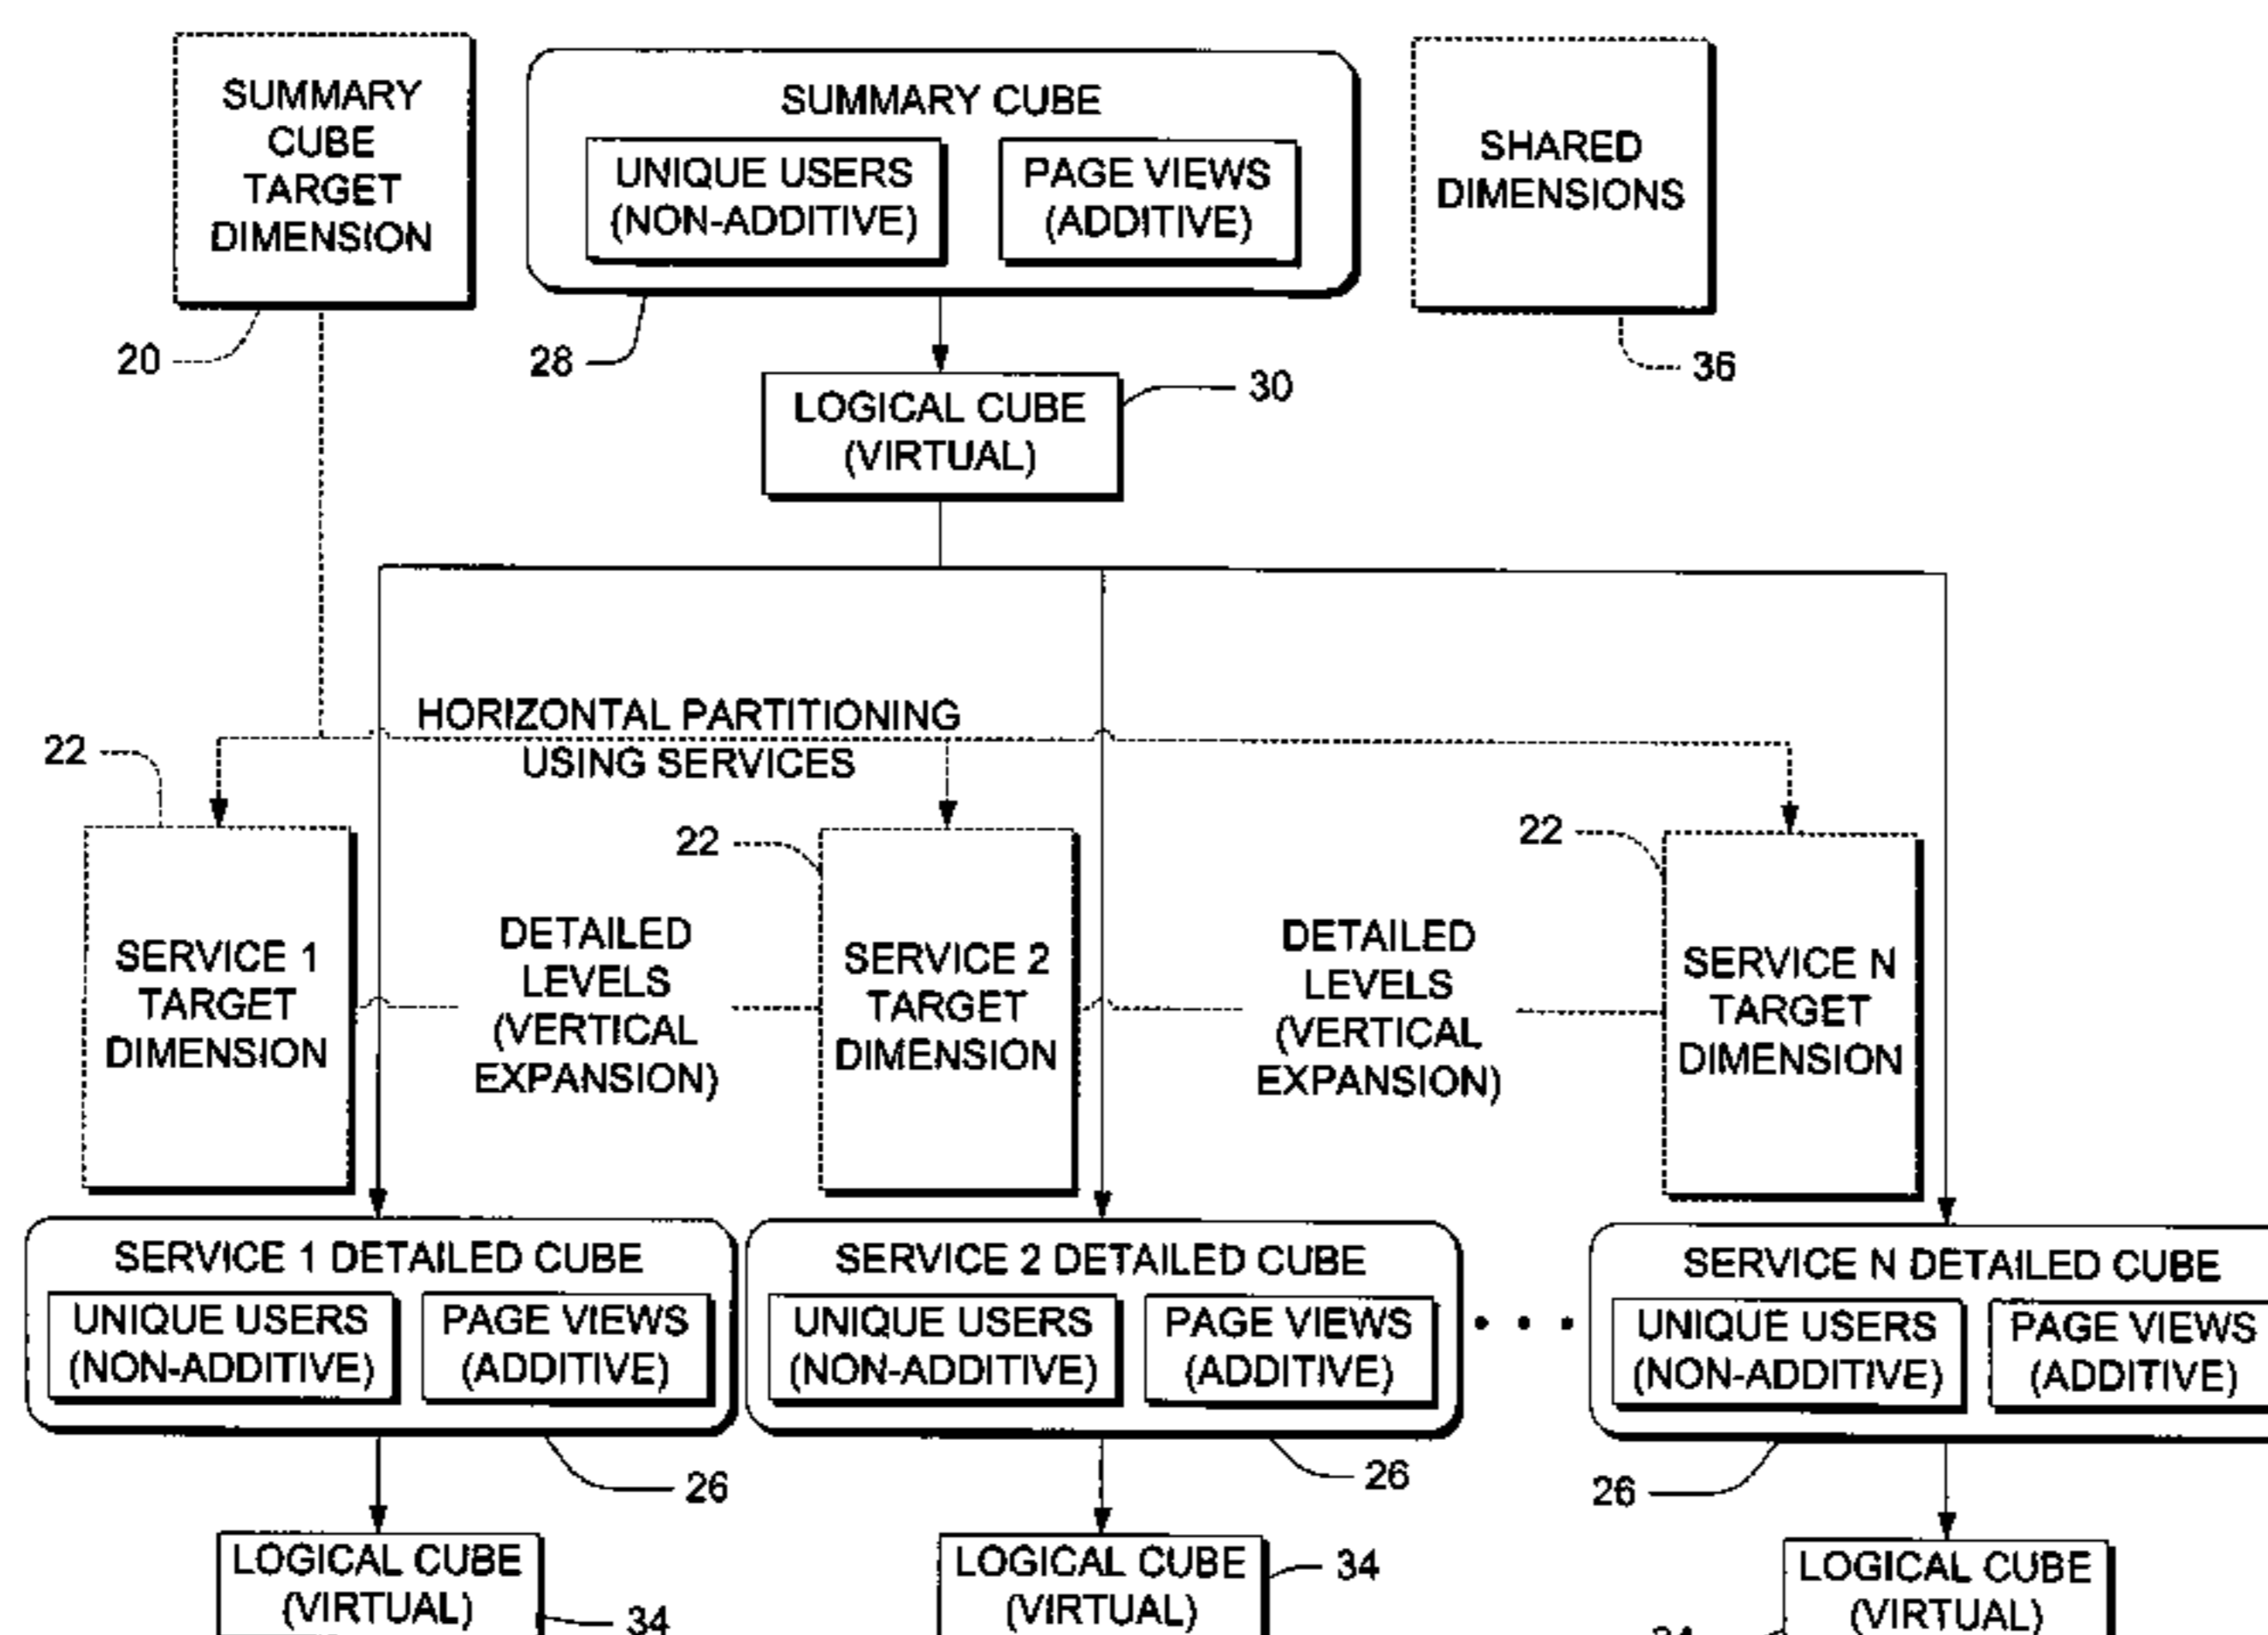 SUMMARY
CUBE
TARGET
DIMENSION
20
SUMMARY CUBE
UNIQUE USERS
(NON-ADDITIVE)
PAGE VIEWS
(ADDITIVE)
28
SHARED
DIMENSIONS
36
LOGICAL CUBE
(VIRTUAL)
30
HORIZONTAL PARTITIONING
USING SERVICES
22
SERVICE 1
TARGET
DIMENSION
DETAILED
LEVELS
(VERTICAL
EXPANSION)
22
SERVICE 2
TARGET
DIMENSION
DETAILED
LEVELS
(VERTICAL
EXPANSION)
22
SERVICE N
TARGET
DIMENSION
SERVICE 1 DETAILED CUBE
UNIQUE USERS
(NON-ADDITIVE)
PAGE VIEWS
(ADDITIVE)
26
SERVICE 2 DETAILED CUBE
UNIQUE USERS
(NON-ADDITIVE)
PAGE VIEWS
(ADDITIVE)
26
• • •
SERVICE N DETAILED CUBE
UNIQUE USERS
(NON-ADDITIVE)
PAGE VIEWS
(ADDITIVE)
26
LOGICAL CUBE
(VIRTUAL)
34
LOGICAL CUBE
(VIRTUAL)
34
LOGICAL CUBE
(VIRTUAL)